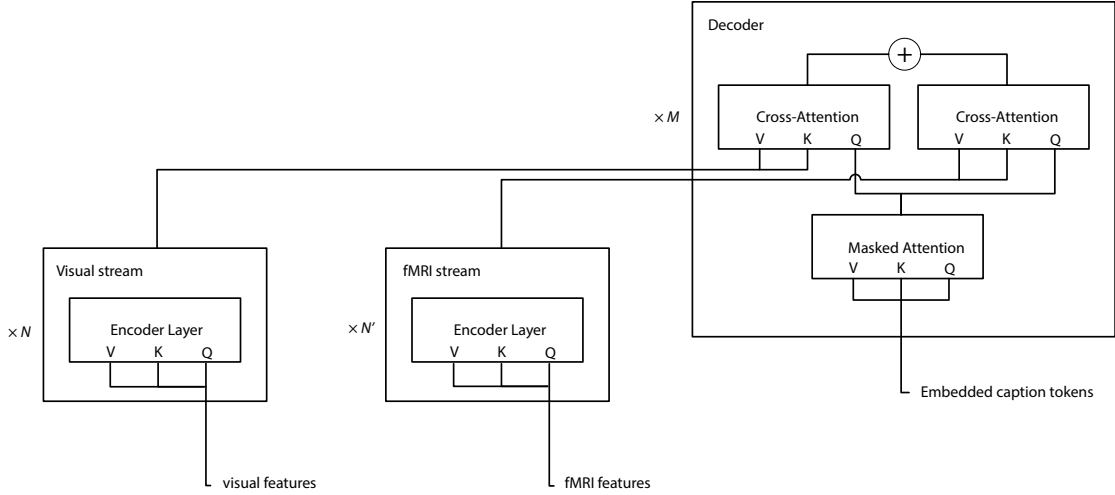 Decoder
+
× M
Cross-Attention
V K Q
Cross-Attention
V K Q
Masked Attention
V K Q
Visual stream
× N
Encoder Layer
V K Q
fMRI stream
× N’
Encoder Layer
V K Q
Embedded caption tokens
visual features
fMRI features